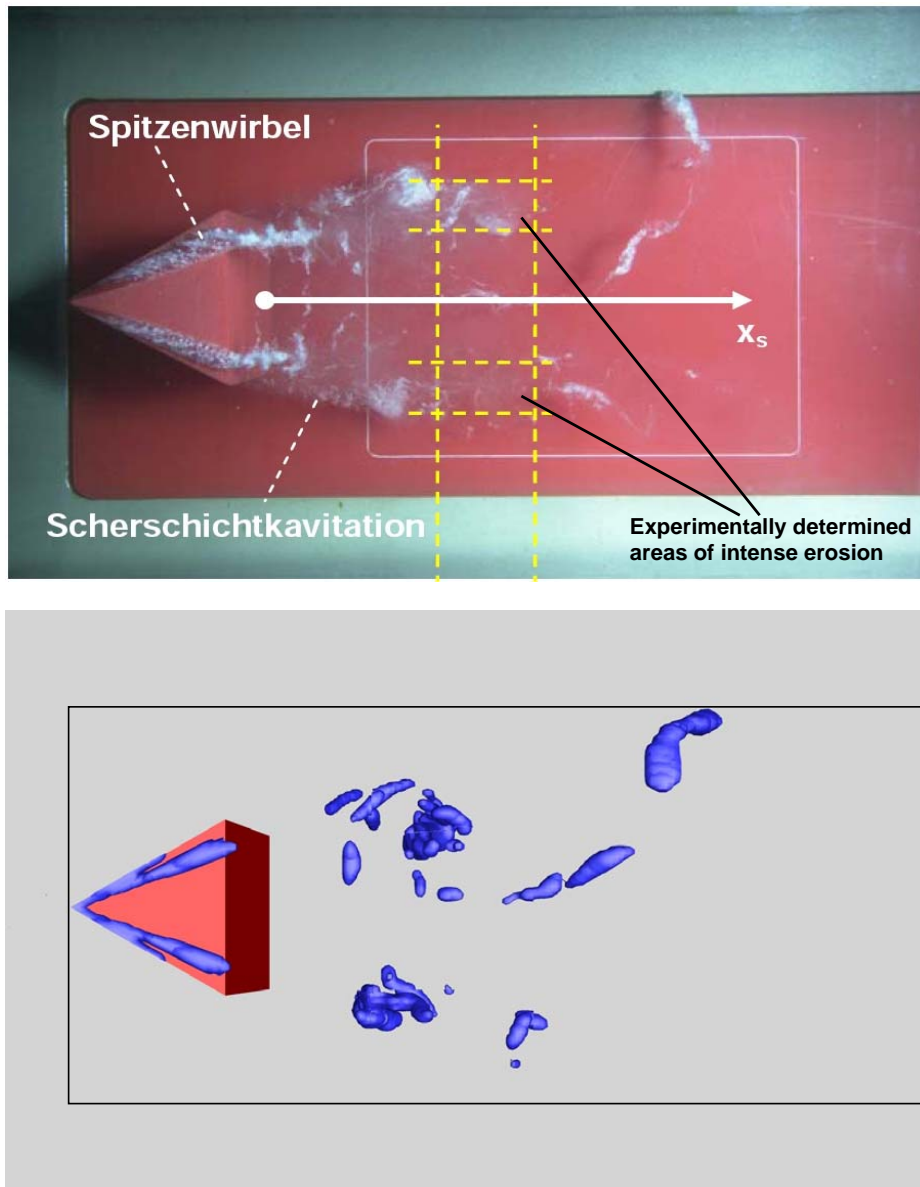 Spitzenwirbel
xs
Scherschichtkavitation
Experimentally determined
areas of intense erosion